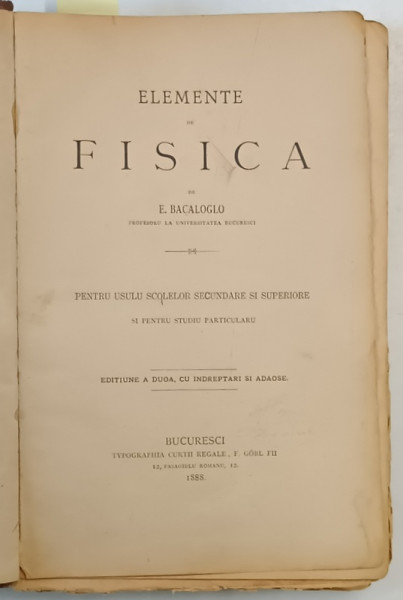 ELEMENTE
DE
FISICA
DE
E. BACALOGLO
PROFESORU LA UNIVERSITATEA BUCURESCI
PENTRU USULU SCOLELOR SECUNDARE SI SUPERIORE
SI PENTRU STUDIU PARTICULARU
EDITIUNE A DUOA, CU INDREPTARI SI ADAOSE.
BUCURESCI
TYPOGRAPHIA CURTII REGALE, F. GÖBL FII
12, PASAGIULU ROMANU, 12.
1888.